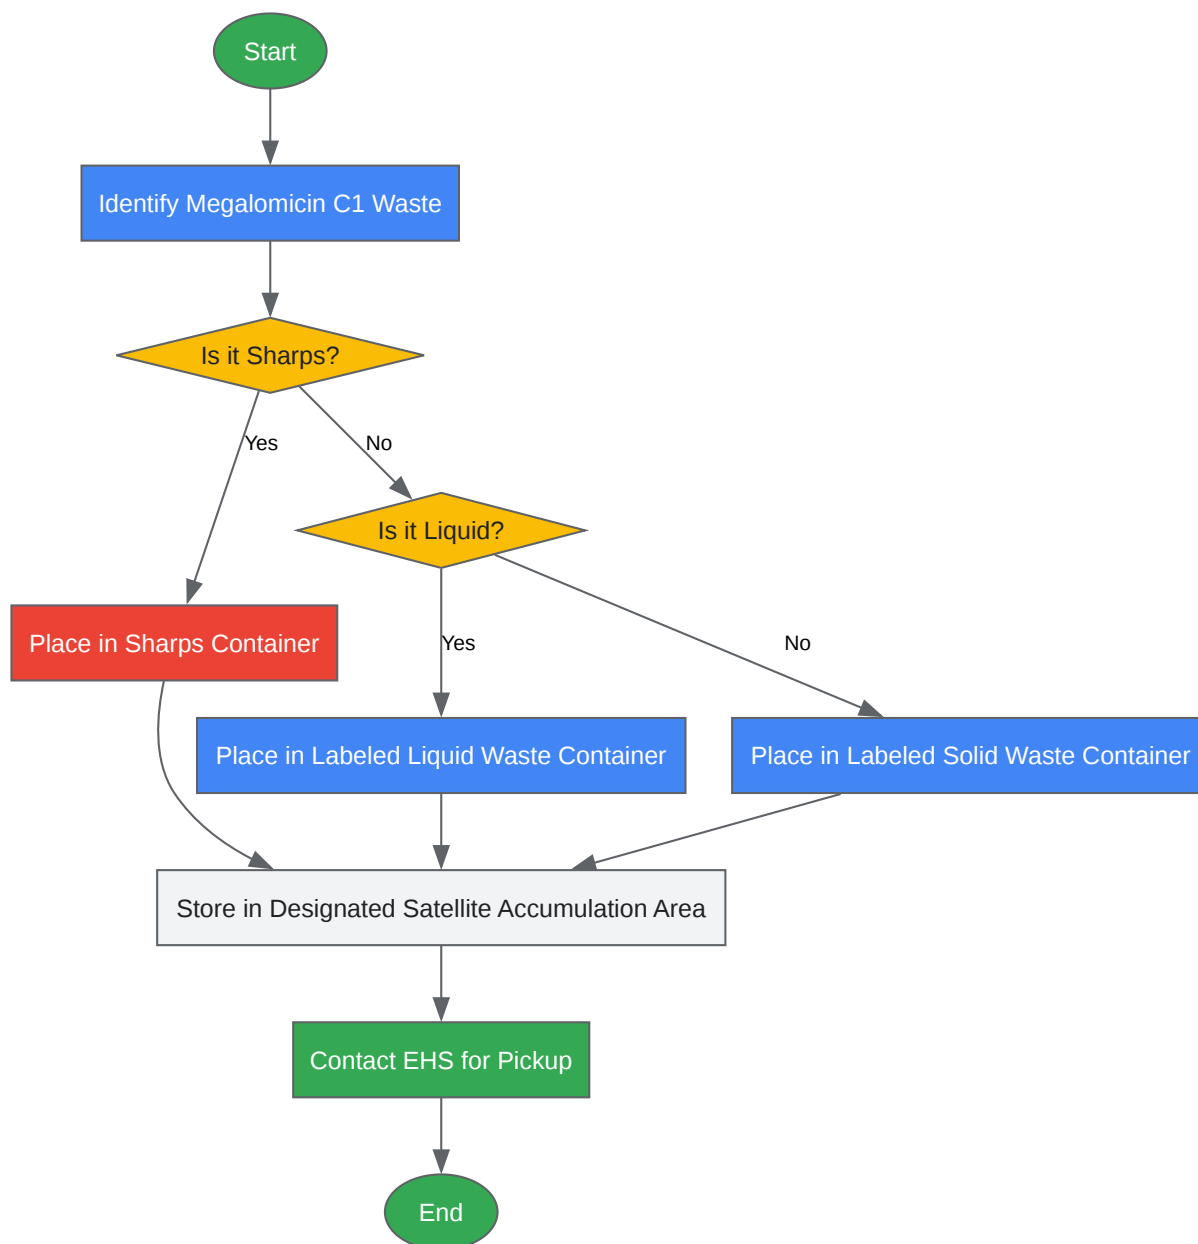 Start
Identify Megalomicin C1 Waste
Is it Sharps?
Yes
No
Is it Liquid?
Place in Sharps Container
Yes
No
Place in Labeled Liquid Waste Container
Place in Labeled Solid Waste Container
Store in Designated Satellite Accumulation Area
Contact EHS for Pickup
End